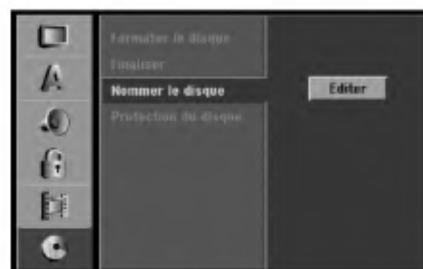 Formater le disque
Finaliser
Nommer le disque
Editer
Protection du disque